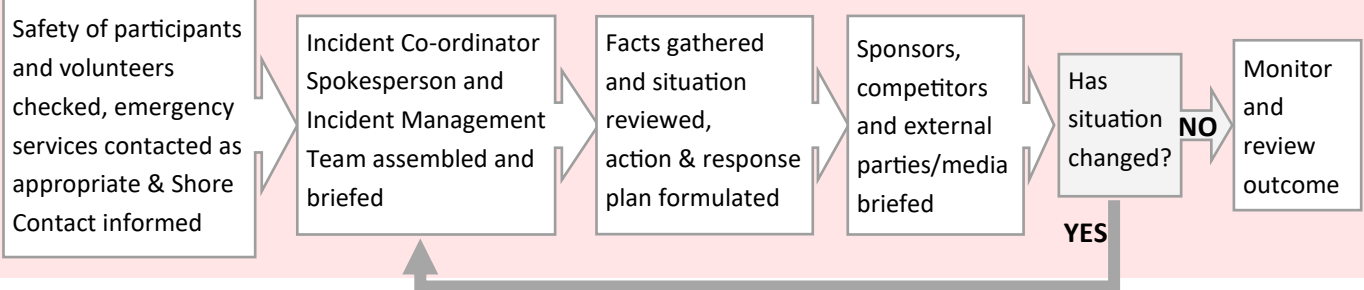 Safety of participants
and volunteers
checked, emergency
services contacted as
appropriate & Shore
Contact informed
Incident Co-ordinator
Spokesperson and
Incident Management
Team assembled and
briefed
Facts gathered
and situation
reviewed,
action & response
plan formulated
Sponsors,
competitors
and external
parties/media
briefed
Has
situation
changed?
NO
Monitor
and
review
outcome
YES